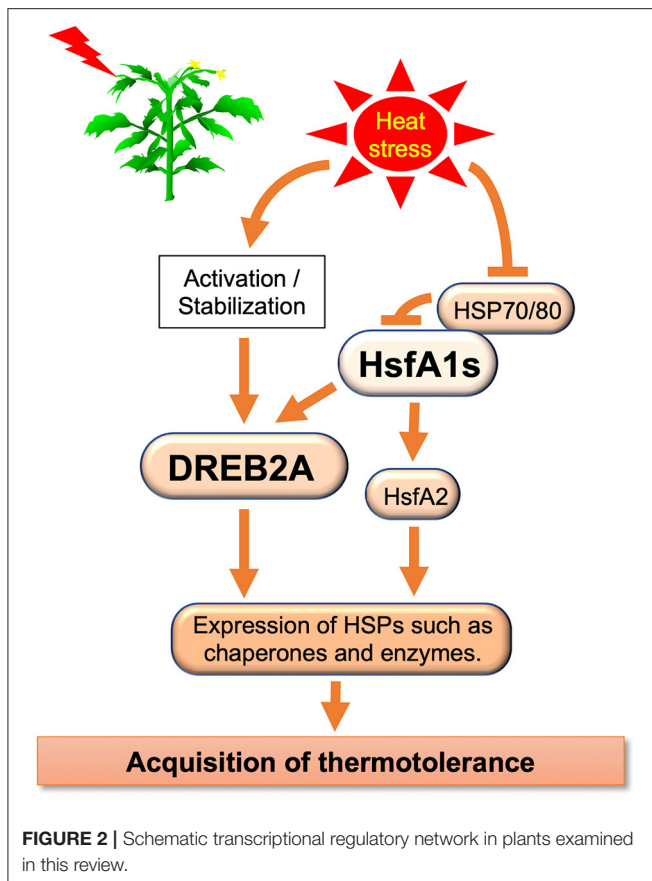 Heat
stress
Activation /
Stabilization
HSP70/80
HsfA1s
DREB2A
HsfA2
Expression of HSPs such as
chaperones and enzymes.
Acquisition of thermotolerance
FIGURE 2 | Schematic transcriptional regulatory network in plants examined
in this review.